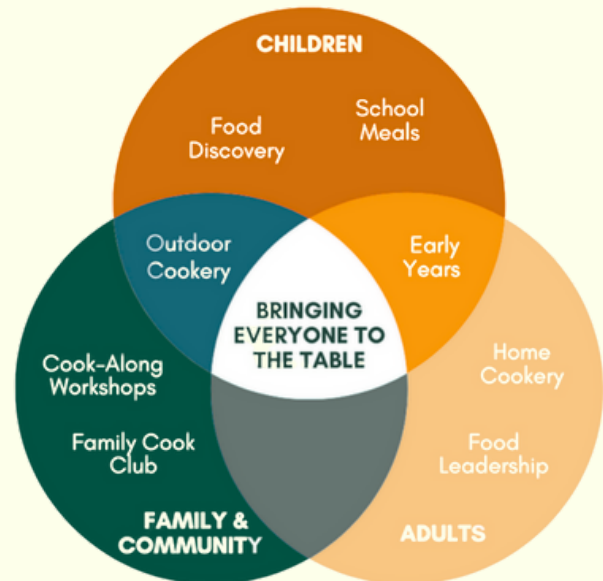 CHILDREN
School
Meals
Food
Discovery
Outdoor
Cookery
Early
Years
BRINGING
EVERYONE TO
THE TABLE
Cook-Along
Workshops
Home
Cookery
Family Cook
Club
Food
Leadership
FAMILY &
COMMUNITY
ADULTS